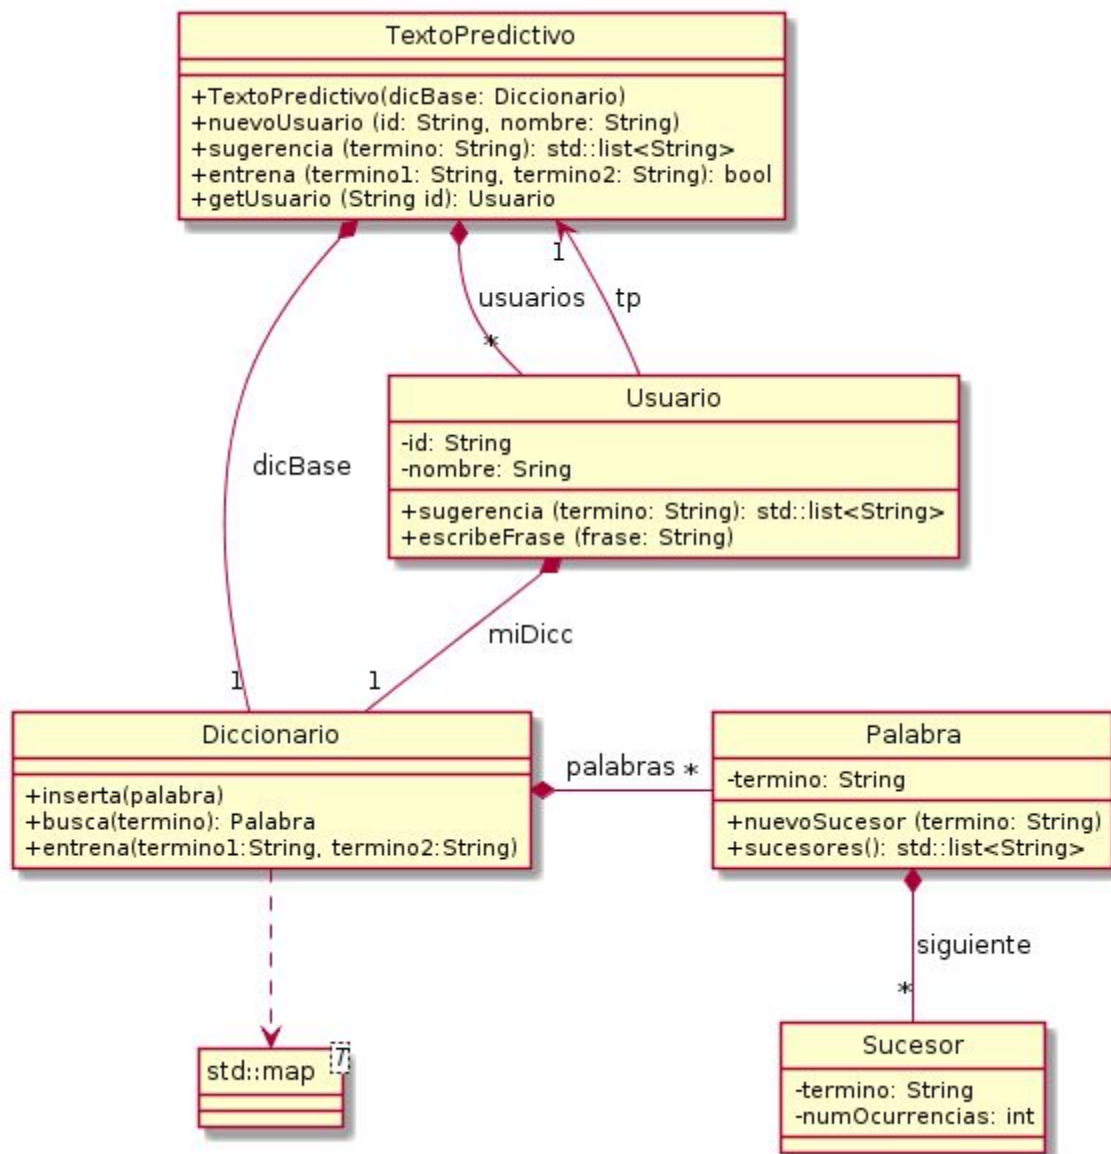 TextoPredictivo
+TextoPredictivo(dicBase: Diccionario)
+nuevoUsuario (id: String, nombre: String)
+sugerencia (termino: String): std::list<String>
+entrena (termino1: String, termino2: String): bool
+getUsuario (String id): Usuario
1
usuarios
tp
*
Usuario
-id: String
-nombre: Sring
+sugerencia (termino: String): std::list<String>
+escribeFrase (frase: String)
dicBase
miDicc
1
1
Diccionario
+inserta(palabra)
+busca(termino): Palabra
+entrena(termino1:String, termino2:String)
palabras
*
Palabra
-termino: String
+nuevoSucesor (termino: String)
+sucesores(): std::list<String>
siguiente
*
std::map
T
Sucesor
-termino: String
-numOcurrencias: int